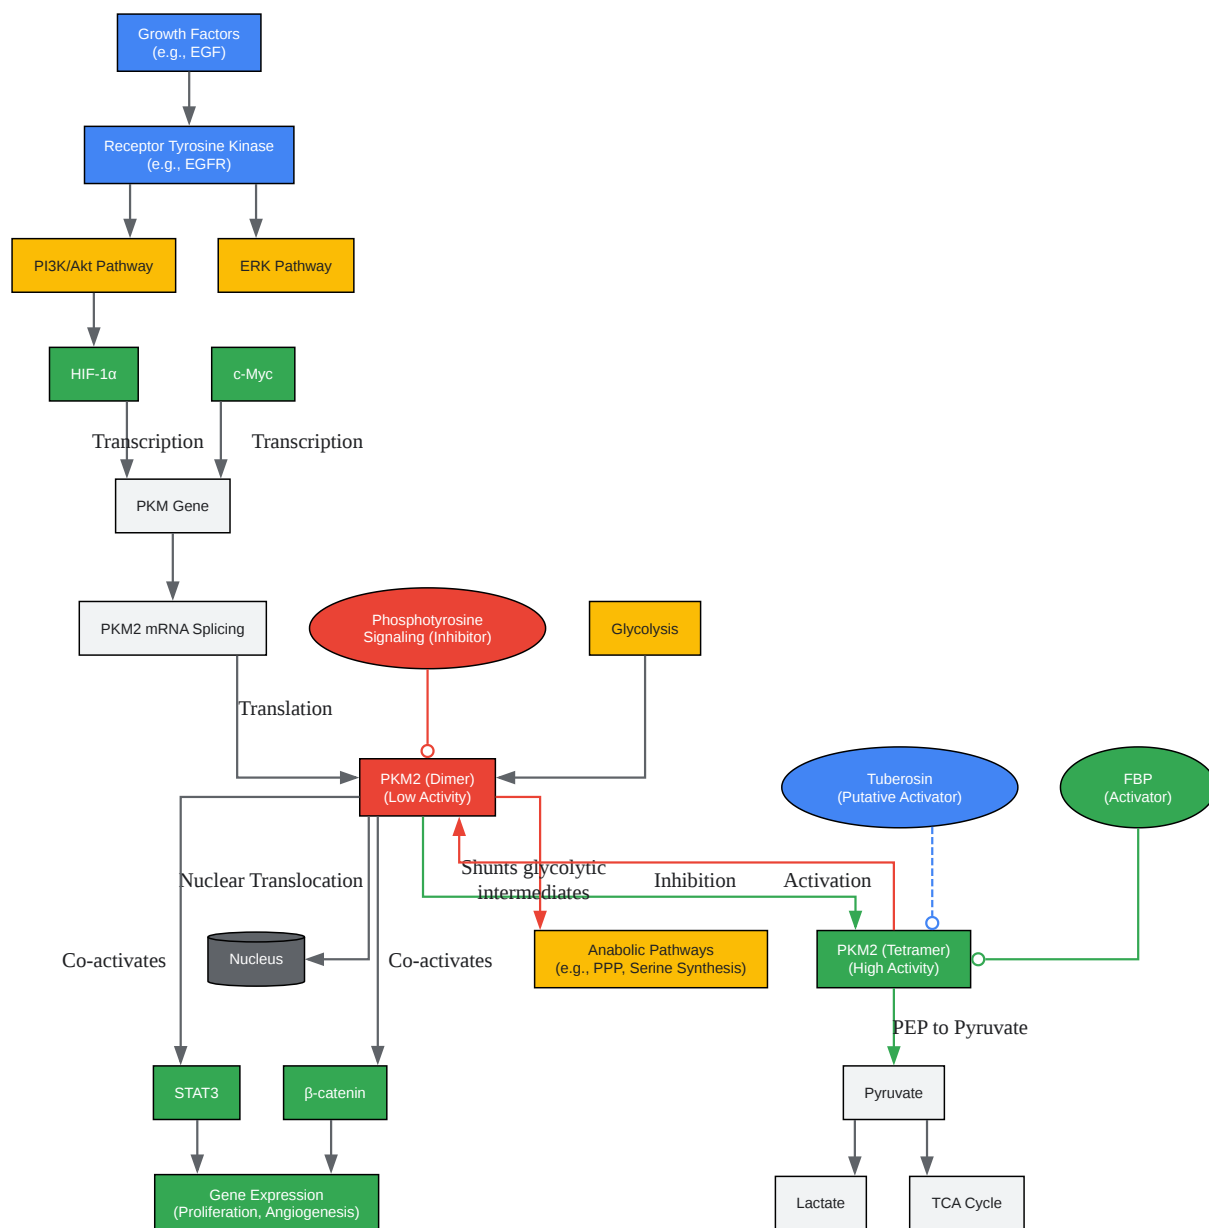 Growth Factors
(e.g., EGF)
Receptor Tyrosine Kinase
(e.g., EGFR)
PI3K/Akt Pathway
ERK Pathway
HIF-1α
c-Myc
Transcription
Transcription
PKM Gene
PKM2 mRNA Splicing
Phosphotyrosine
Signaling (Inhibitor)
Glycolysis
Translation
PKM2 (Dimer)
(Low Activity)
Tuberosin
(Putative Activator)
FBP
(Activator)
Nuclear Translocation
Shunts glycolytic
intermediates
Inhibition
Activation
Co-activates
Nucleus
Co-activates
Anabolic Pathways
(e.g., PPP, Serine Synthesis)
PKM2 (Tetramer)
(High Activity)
PEP to Pyruvate
STAT3
β-catenin
Pyruvate
Gene Expression
(Proliferation, Angiogenesis)
Lactate
TCA Cycle